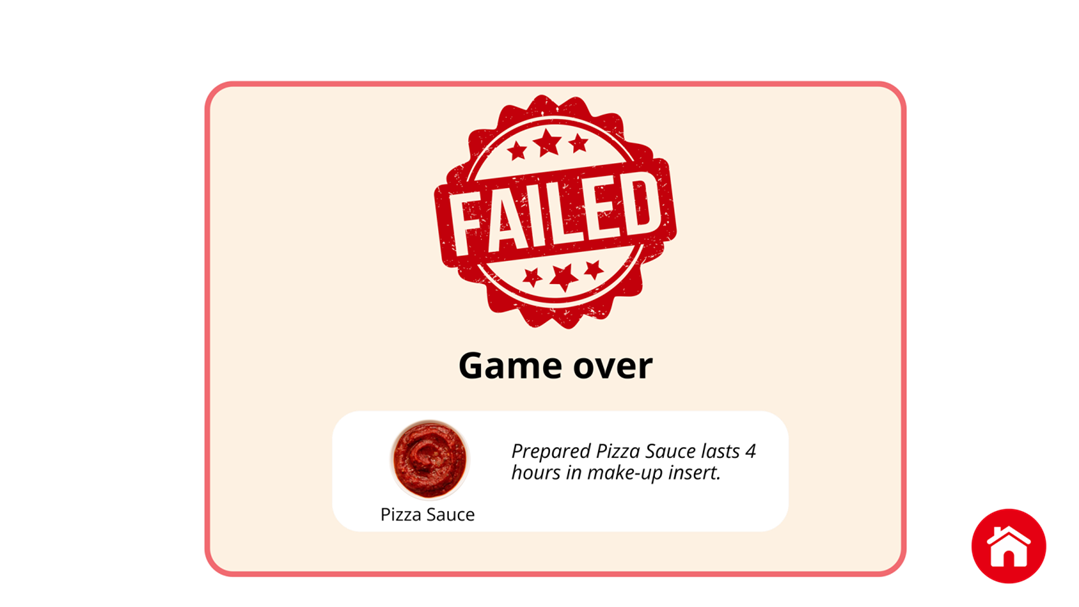 FAILED
Game over
Prepared Pizza Sauce lasts 4
hours in make-up insert.
Pizza Sauce